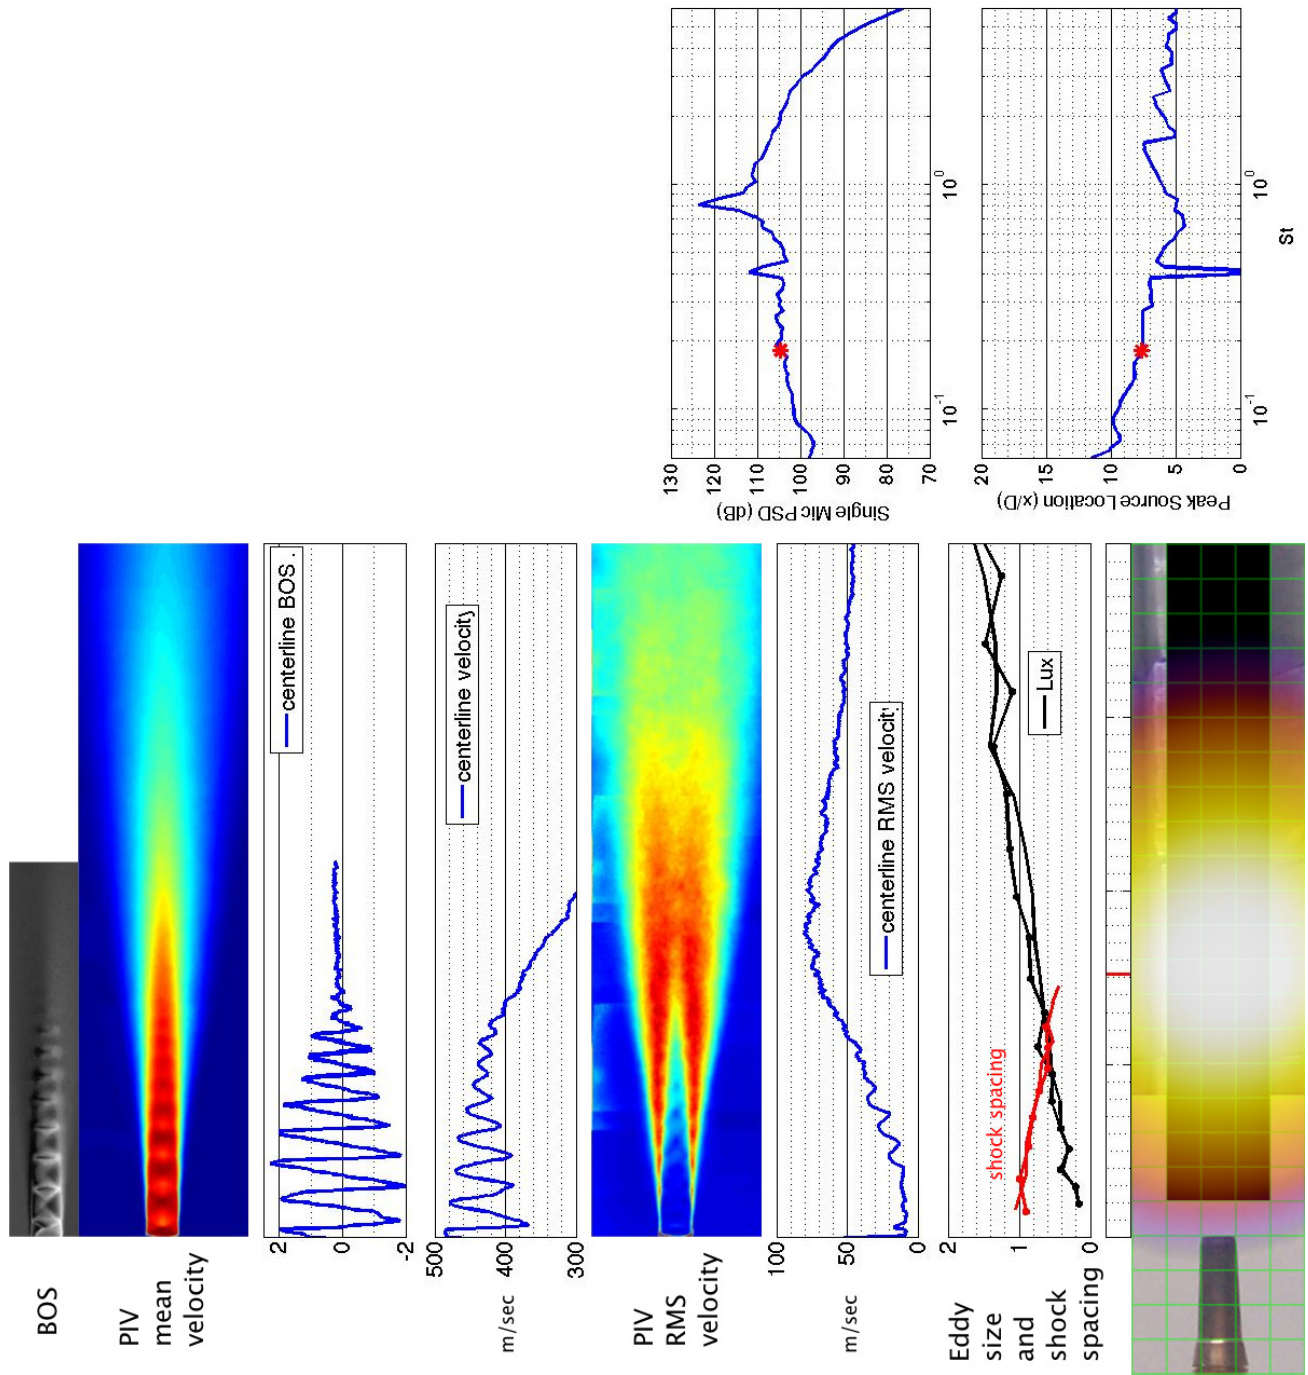 BOS
PIV
mean
velocity
2
0
-2
centerline BOS.
500
400
300
m/sec
centerline velocity
PIV
RMS
velocity
100
50
0
m/sec
centerline RMS velocit
Eddy
size
and
shock
spacing
2
1
0
shock spacing
Lux
130
120
110
100
90
80
70
Single Mic PSD (dB)
10-1
100
20
15
10
5
0
Peak Source Location (x/D)
10-1
100
St